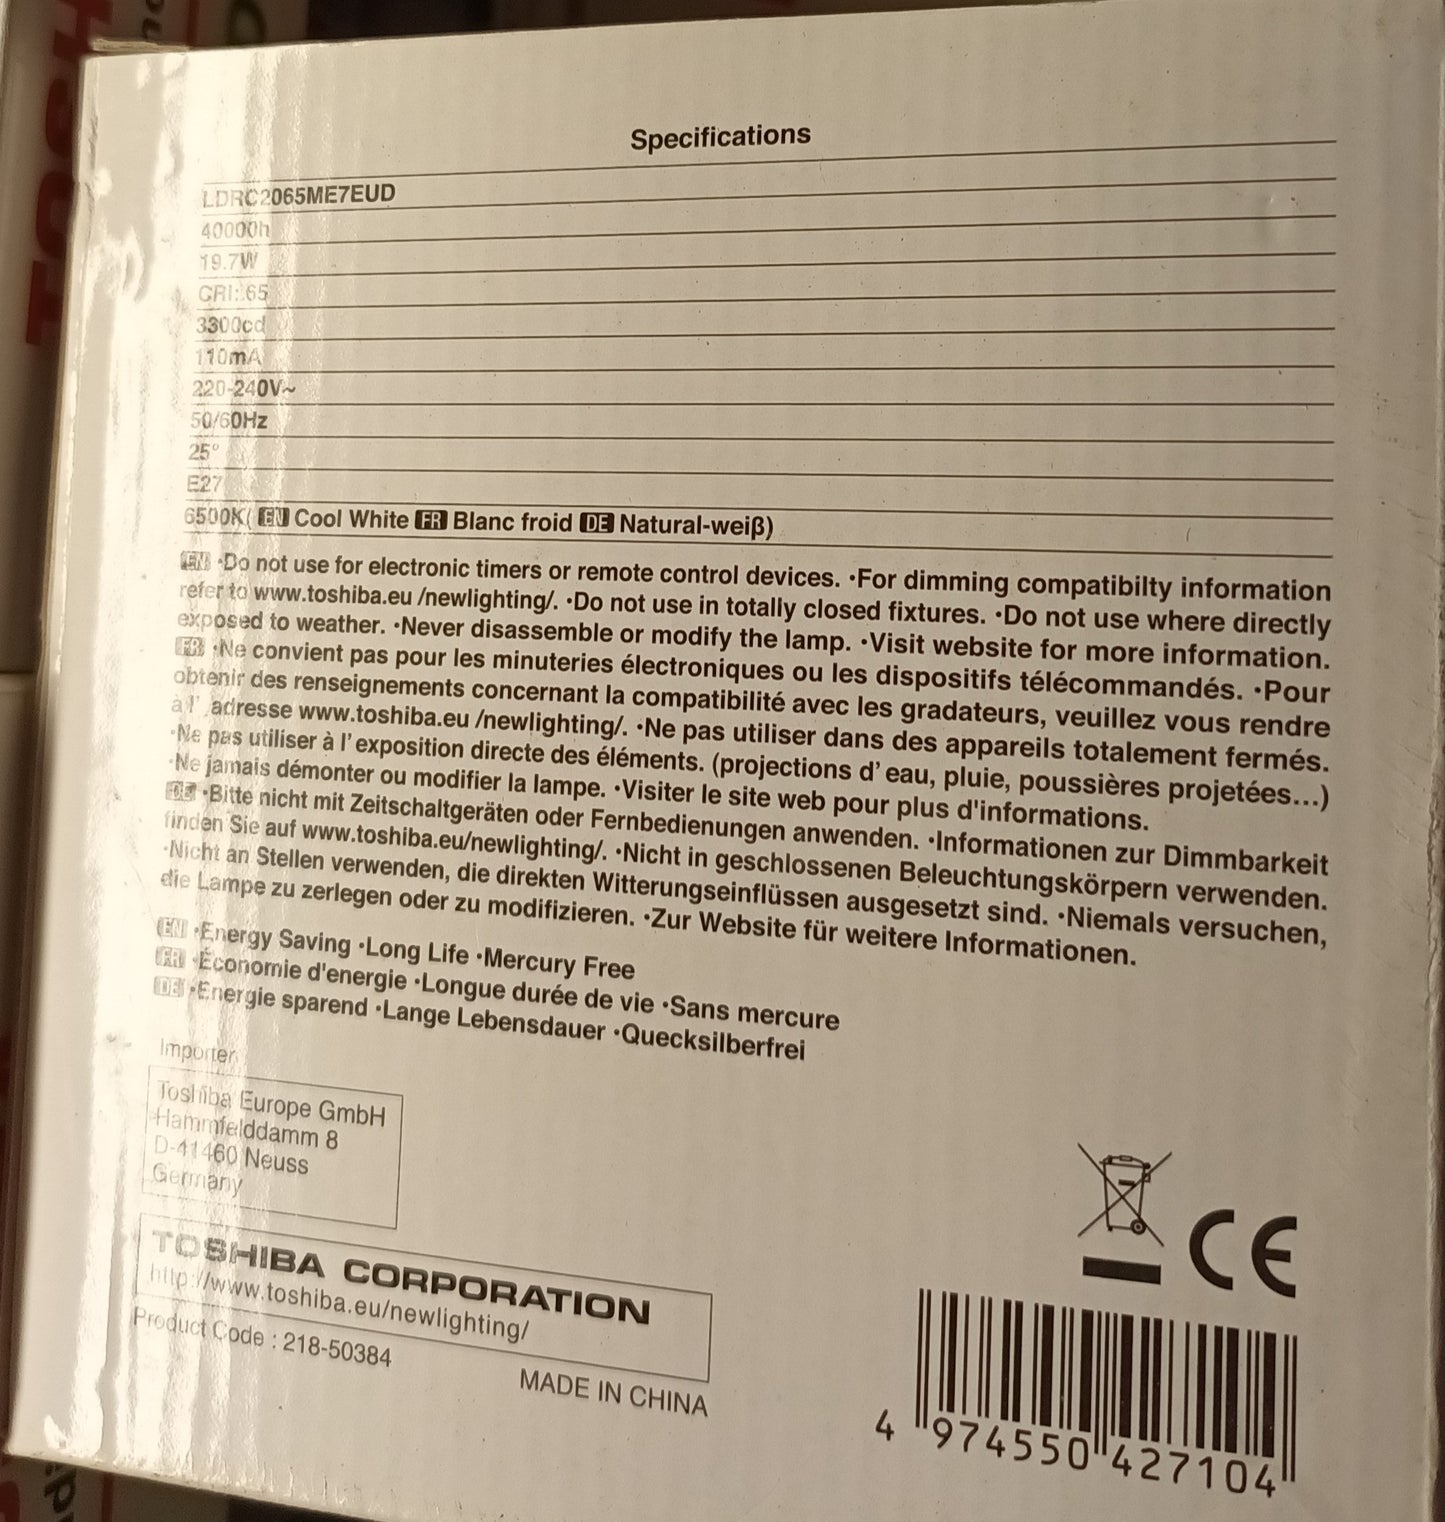 Specifications
LDRC2065ME7EUD
40000h
19.7W
CRI:.65
3300cd
110mA
220-240V~
50/60Hz
25°
E27
6500K( EN Cool White FR Blanc froid DE Natural-weiß)
EN ·Do not use for electronic timers or remote control devices. ·For dimming compatibilty information
refer to www.toshiba.eu /newlighting/. ·Do not use in totally closed fixtures. ·Do not use where directly
exposed to weather. ·Never disassemble or modify the lamp. ·Visit website for more information.
FR ·Ne convient pas pour les minuteries électroniques ou les dispositifs télécommandés. ·Pour
obtenir des renseignements concernant la compatibilité avec les gradateurs, veuillez vous rendre
à l' adresse www.toshiba.eu /newlighting/. ·Ne pas utiliser dans des appareils totalement fermés.
·Ne pas utiliser à l' exposition directe des éléments. (projections d' eau, pluie, poussières projetées...)
·Ne jamais démonter ou modifier la lampe. ·Visiter le site web pour plus d'informations.
DE ·Bitte nicht mit Zeitschaltgeräten oder Fernbedienungen anwenden. ·Informationen zur Dimmbarkeit
finden Sie auf www.toshiba.eu/newlighting/. ·Nicht in geschlossenen Beleuchtungskörpern verwenden.
·Nicht an Stellen verwenden, die direkten Witterungseinflüssen ausgesetzt sind. ·Niemals versuchen,
die Lampe zu zerlegen oder zu modifizieren. ·Zur Website für weitere Informationen.
EN ·Energy Saving ·Long Life ·Mercury Free
FR ·Économie d'energie ·Longue durée de vie ·Sans mercure
DE ·Energie sparend ·Lange Lebensdauer ·Quecksilberfrei
Importer
Toshiba Europe GmbH
Hammfelddamm 8
D-41460 Neuss
Germany
TOSHIBA CORPORATION
http://www.toshiba.eu/newlighting/
Product Code : 218-50384
MADE IN CHINA
CE
4 974550 427104